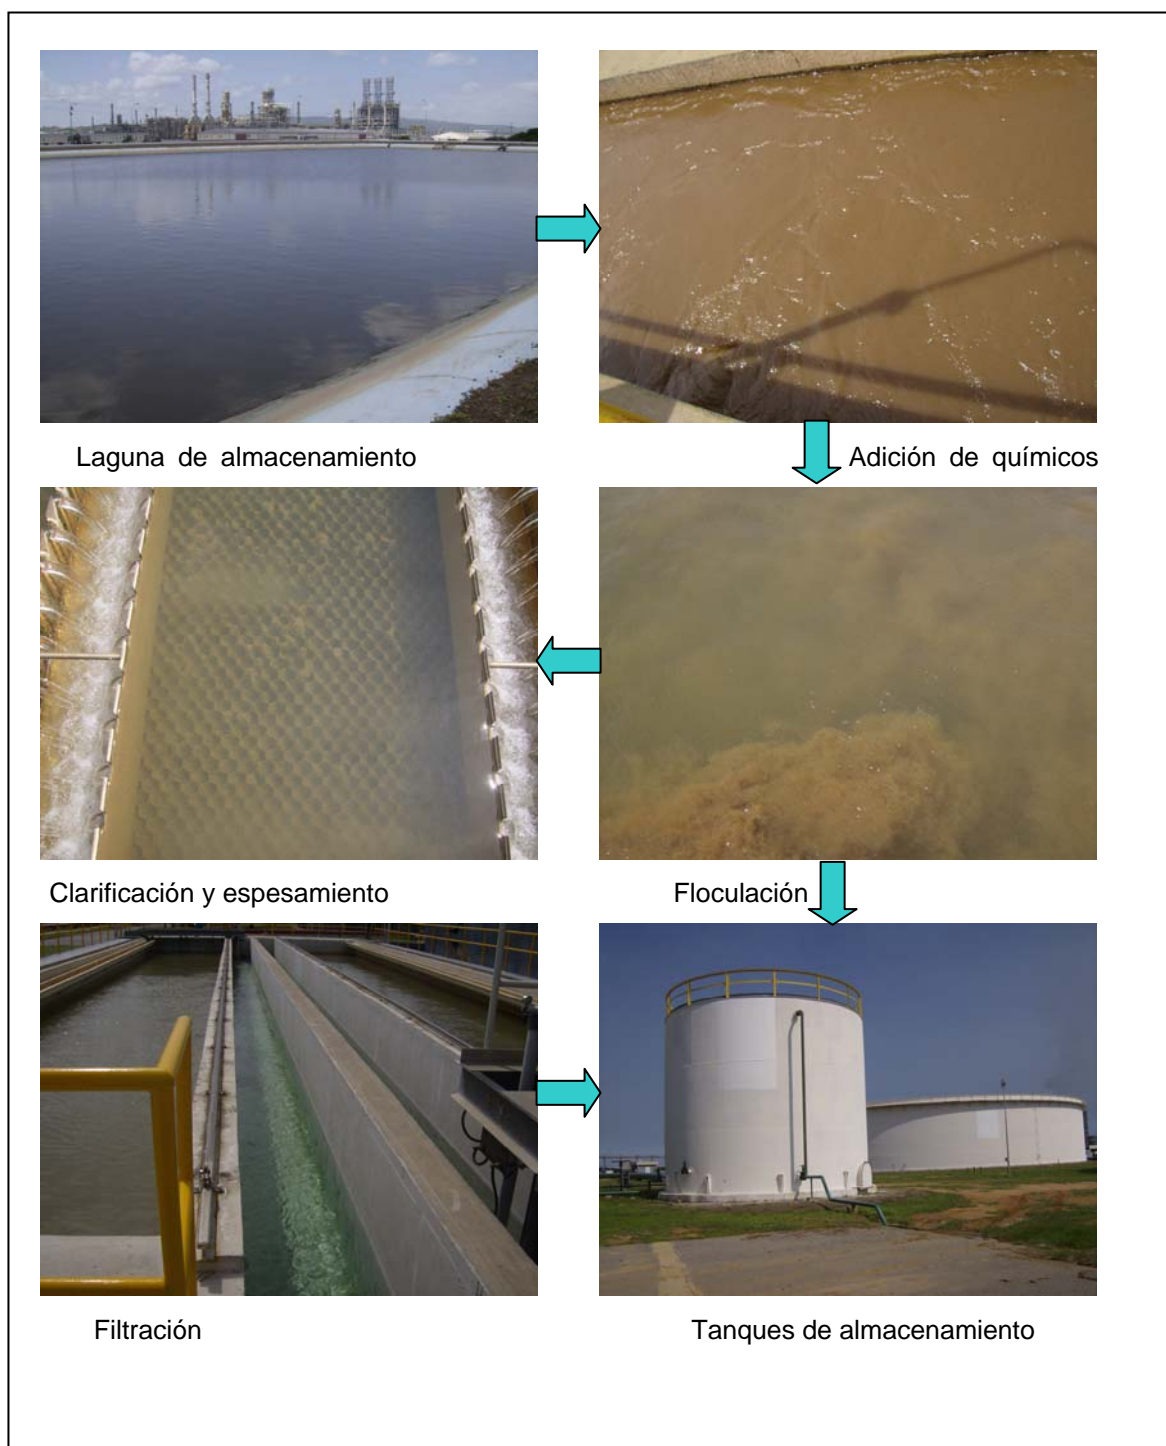 Laguna de almacenamiento
Adición de químicos
Clarificación y espesamiento
Floculación
Filtración
Tanques de almacenamiento